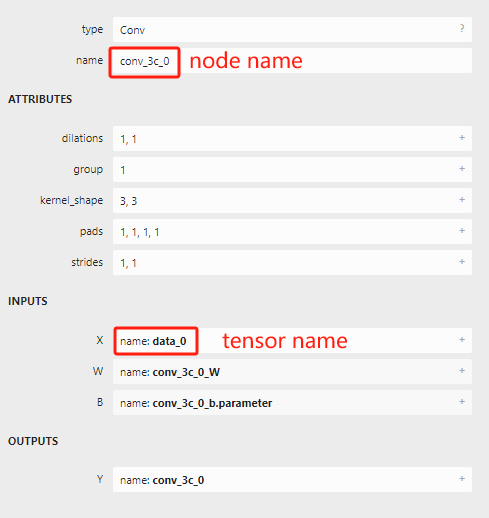 type Conv ?
name conv_3c_0 node name
ATTRIBUTES
dilations 1, 1 +
group 1 +
kernel_shape 3, 3 +
pads 1, 1, 1, 1 +
strides 1, 1 +
INPUTS
X name: data_0 tensor name +
W name: conv_3c_0_W +
B name: conv_3c_0_b.parameter +
OUTPUTS
Y name: conv_3c_0 +